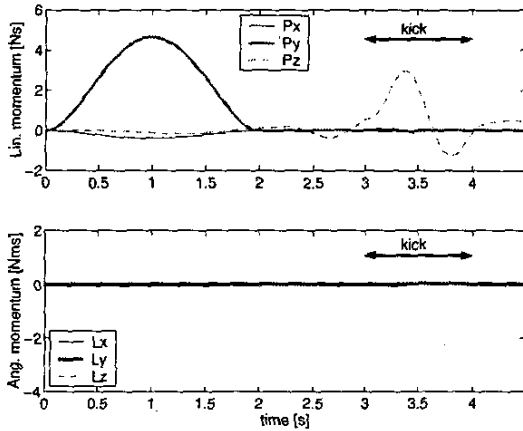 6
4
2
0
−2
Lin. momentum [Ns]
Px
Py
Pz
kick
0 0.5 1 1.5 2 2.5 3 3.5 4
2
0
−2
−4
Ang. momentum [Nms]
kick
Lx
Ly
Lz
0 0.5 1 1.5 2 2.5 3 3.5 4
time [s]